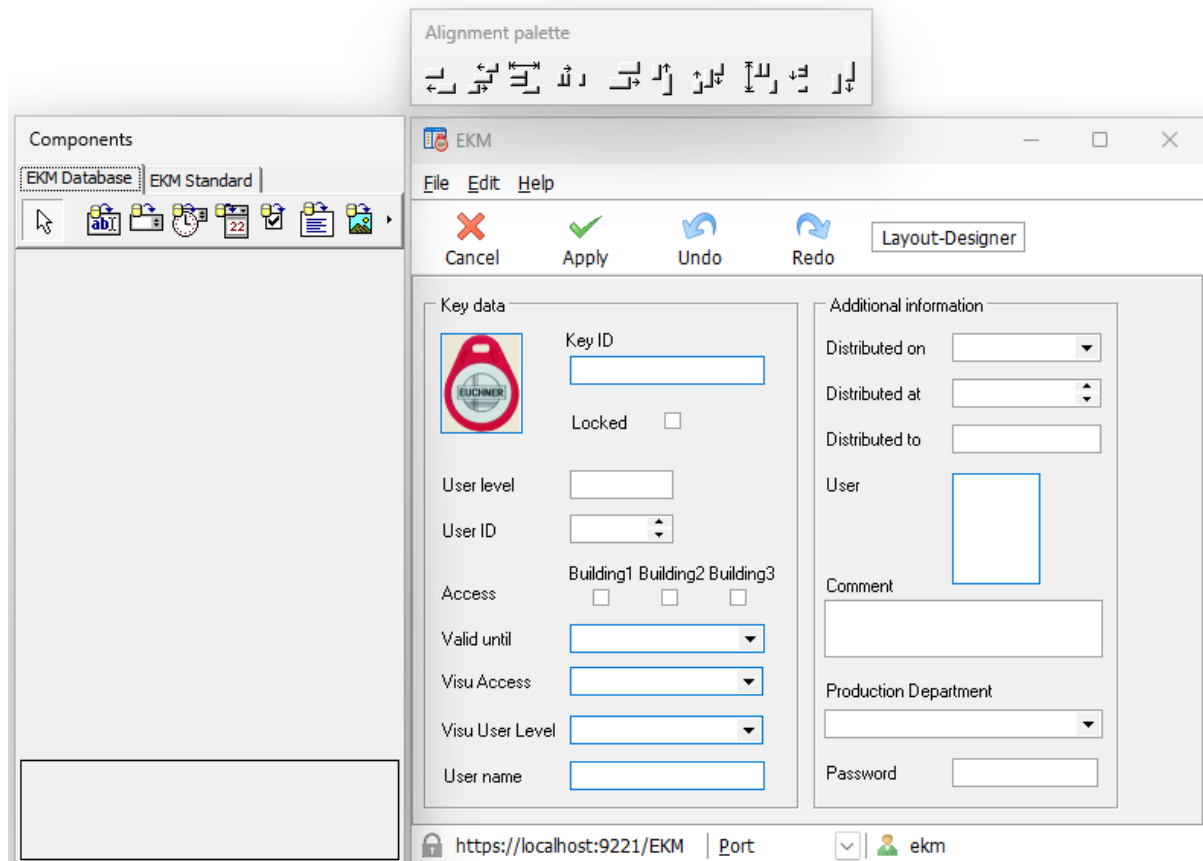 Alignment palette
Components
EKM Database EKM Standard
abI
22
EKM
File Edit Help
Cancel Apply Undo Redo Layout-Designer
Key data
EUCHNER
Key ID
Locked
User level
User ID
Building1 Building2 Building3
Access
Valid until
Visu Access
Visu User Level
User name
Additional information
Distributed on
Distributed at
Distributed to
User
Comment
Production Department
Password
https://localhost:9221/EKM Port ekm